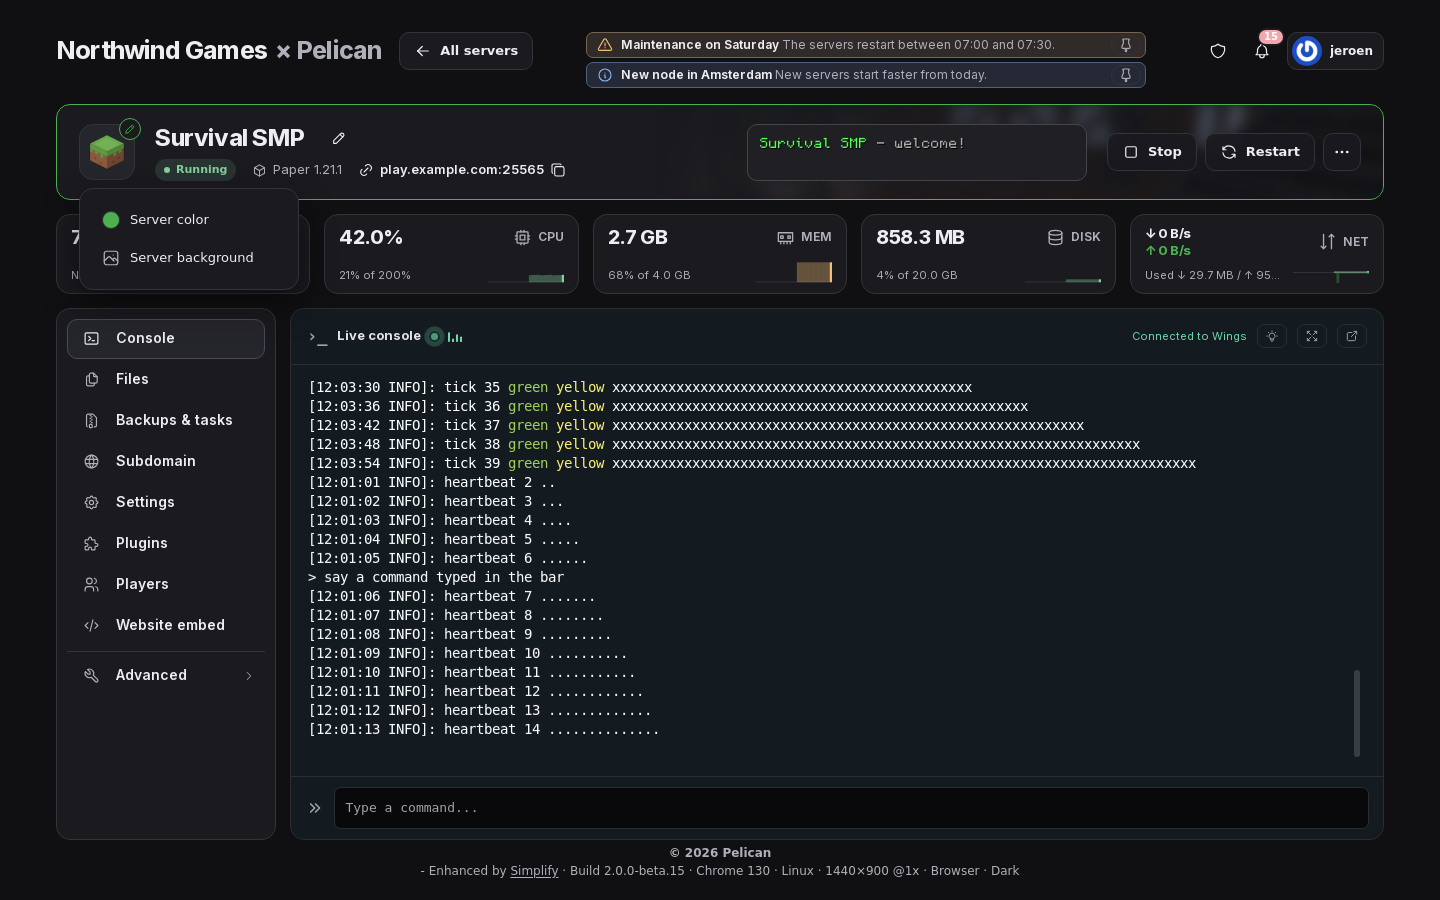 Northwind Games × Pelican
All servers
Maintenance on Saturday The servers restart between 07:00 and 07:30.
New node in Amsterdam New servers start faster from today.
15
jeroen
Survival SMP
Running
Paper 1.21.1
play.example.com:25565
Survival SMP - welcome!
Stop
Restart
Server color
Server background
42.0%
CPU
21% of 200%
2.7 GB
MEM
68% of 4.0 GB
858.3 MB
DISK
4% of 20.0 GB
↓ 0 B/s
↑ 0 B/s
NET
Used ↓ 29.7 MB / ↑ 95...
Console
Files
Backups & tasks
Subdomain
Settings
Plugins
Players
Website embed
Advanced
Live console
Connected to Wings
[12:03:30 INFO]: tick 35 green yellow xxxxxxxxxxxxxxxxxxxxxxxxxxxxxxxxxxxxxxxxxxxxx
[12:03:36 INFO]: tick 36 green yellow xxxxxxxxxxxxxxxxxxxxxxxxxxxxxxxxxxxxxxxxxxxxxxxxxxxx
[12:03:42 INFO]: tick 37 green yellow xxxxxxxxxxxxxxxxxxxxxxxxxxxxxxxxxxxxxxxxxxxxxxxxxxxxxxxxxxx
[12:03:48 INFO]: tick 38 green yellow xxxxxxxxxxxxxxxxxxxxxxxxxxxxxxxxxxxxxxxxxxxxxxxxxxxxxxxxxxxxxxxxxx
[12:03:54 INFO]: tick 39 green yellow xxxxxxxxxxxxxxxxxxxxxxxxxxxxxxxxxxxxxxxxxxxxxxxxxxxxxxxxxxxxxxxxxxxxxxxxx
[12:01:01 INFO]: heartbeat 2 ..
[12:01:02 INFO]: heartbeat 3 ...
[12:01:03 INFO]: heartbeat 4 ....
[12:01:04 INFO]: heartbeat 5 .....
[12:01:05 INFO]: heartbeat 6 ......
> say a command typed in the bar
[12:01:06 INFO]: heartbeat 7 .......
[12:01:07 INFO]: heartbeat 8 ........
[12:01:08 INFO]: heartbeat 9 .........
[12:01:09 INFO]: heartbeat 10 ..........
[12:01:10 INFO]: heartbeat 11 ...........
[12:01:11 INFO]: heartbeat 12 ............
[12:01:12 INFO]: heartbeat 13 .............
[12:01:13 INFO]: heartbeat 14 ..............
Type a command...
© 2026 Pelican
- Enhanced by Simplify · Build 2.0.0-beta.15 · Chrome 130 · Linux · 1440×900 @1x · Browser · Dark